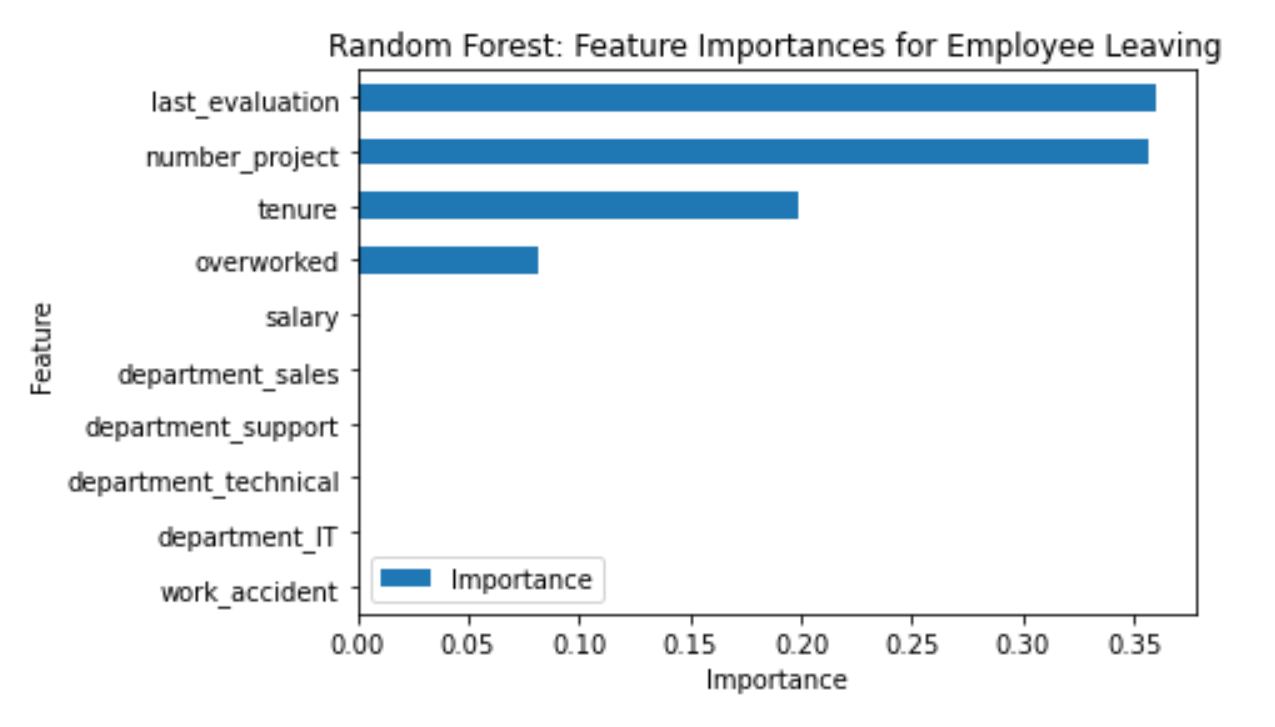 Random Forest: Feature Importances for Employee Leaving
last_evaluation
number_project
tenure
overworked
salary
department_sales
department_support
department_technical
department_IT
work_accident
Feature
Importance
0.00 0.05 0.10 0.15 0.20 0.25 0.30 0.35
Importance